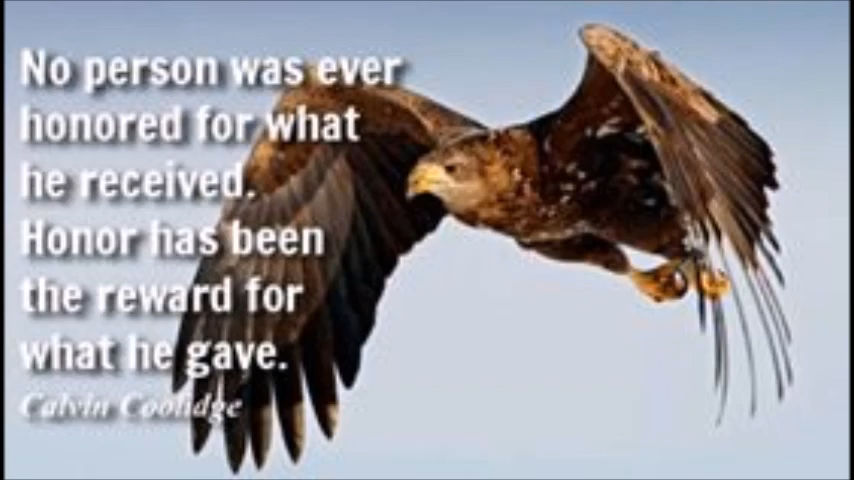 No person was ever
honored for what
he received.
Honor has been
the reward for
what he gave.
Calvin Coolidge